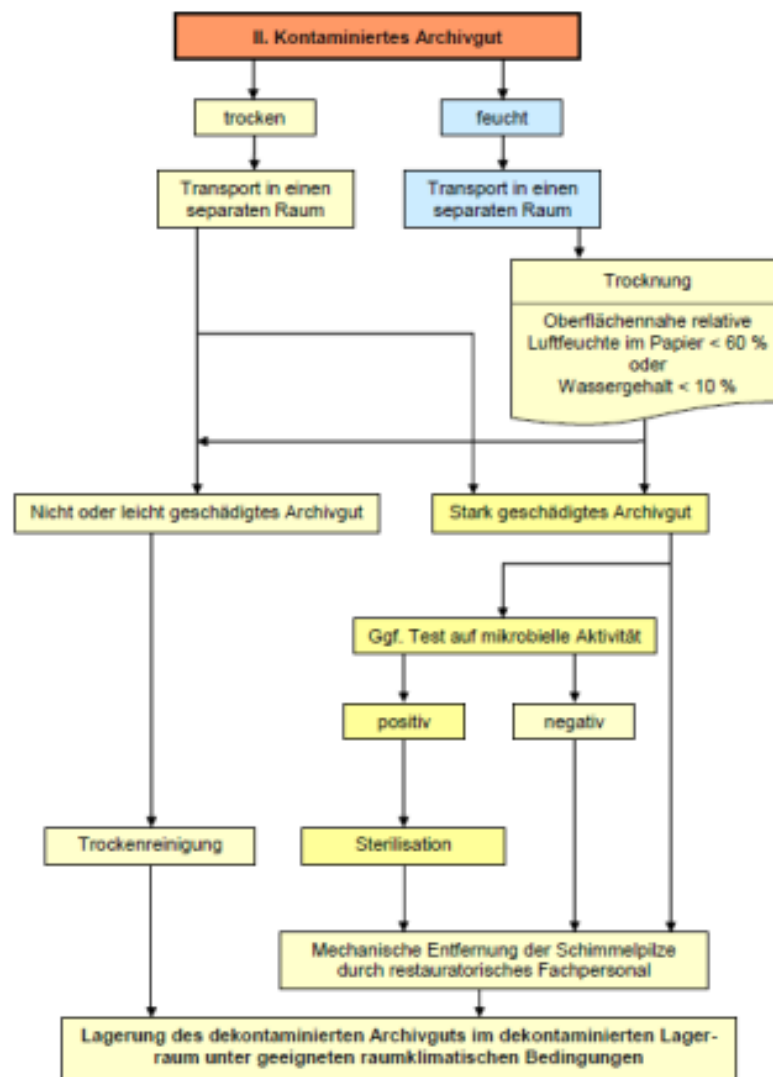 II. Kontaminiertes Archivgut
trocken
feucht
Transport in einen
separaten Raum
Transport in einen
separaten Raum
Trocknung
Oberflächennahe relative
Luftfeuchte im Papier < 60 %
oder
Wassergehalt < 10 %
Nicht oder leicht geschädigtes Archivgut
Stark geschädigtes Archivgut
Ggf. Test auf mikrobielle Aktivität
positiv
negativ
Trockenreinigung
Sterilisation
Mechanische Entfernung der Schimmelpilze
durch restauratorisches Fachpersonal
Lagerung des dekontaminierten Archivguts im dekontaminierten Lager-
raum unter geeigneten raumklimatischen Bedingungen